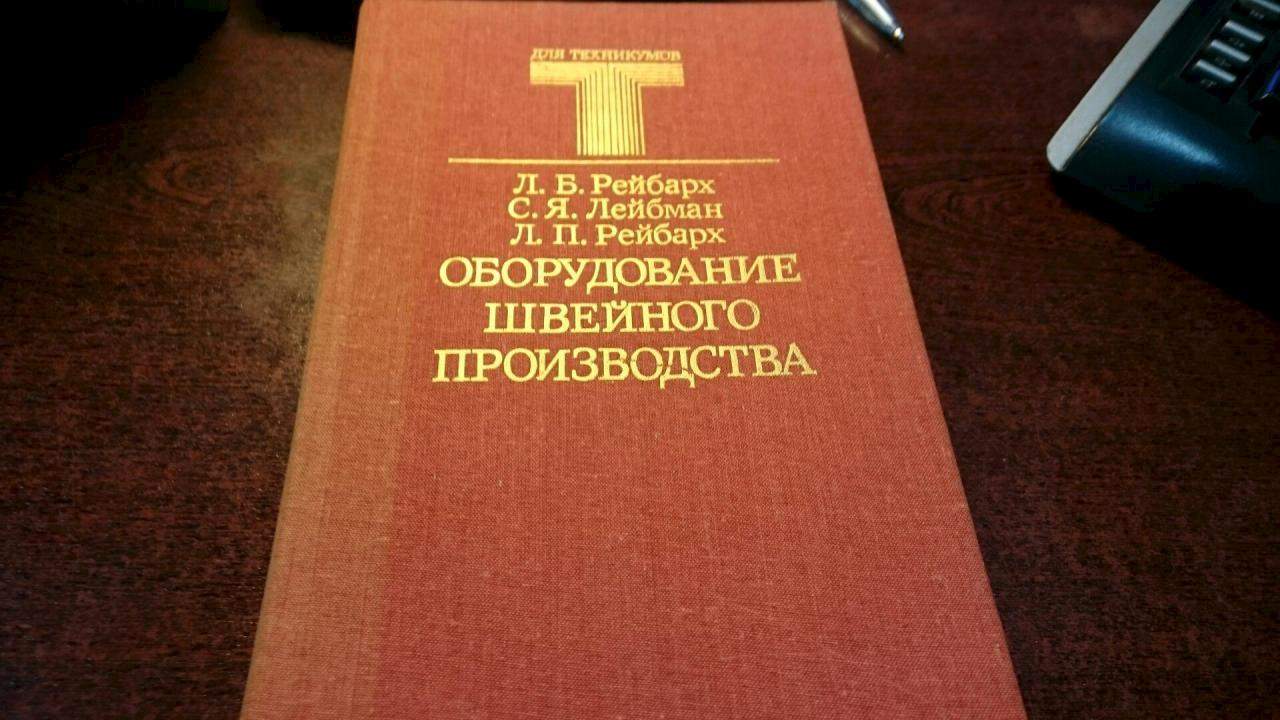 ДЛЯ ТЕХНИКУМОВ
Т
Л. Б. Рейбарх
С. Я. Лейбман
Л. П. Рейбарх
ОБОРУДОВАНИЕ
ШВЕЙНОГО
ПРОИЗВОДСТВА